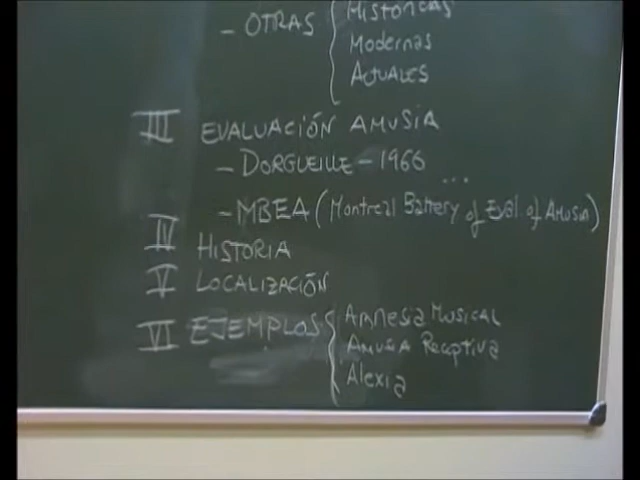 - OTRAS { Historicas
Modernas
Actuales
III EVALUACIÓN AMUSIA
- DORGUEILLE - 1966
...
- MBEA (Montreal Battery of Eval. of Amusia)
IV HISTORIA
V LOCALIZACIÓN
VI EJEMPLOS { Amnesia Musical
Amusia Receptiva
Alexia